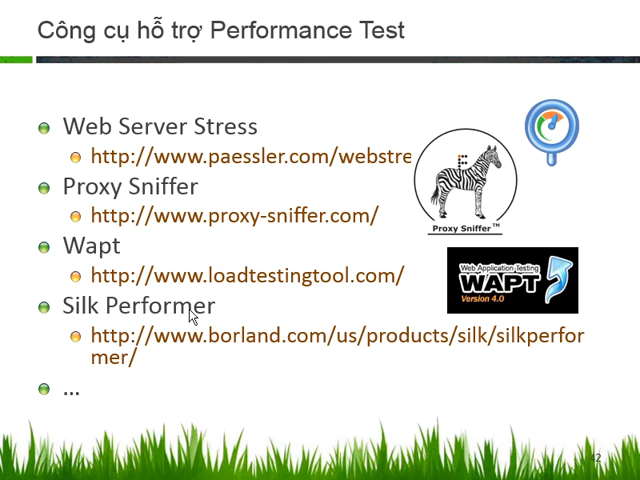 Công cụ hỗ trợ Performance Test
Web Server Stress
http://www.paessler.com/webstre
Proxy Sniffer
http://www.proxy-sniffer.com/
Proxy Sniffer™
Wapt
http://www.loadtestingtool.com/
Web Application Testing
WAPT
Version 4.0
Silk Performer
http://www.borland.com/us/products/silk/silkperfor
mer/
...
42